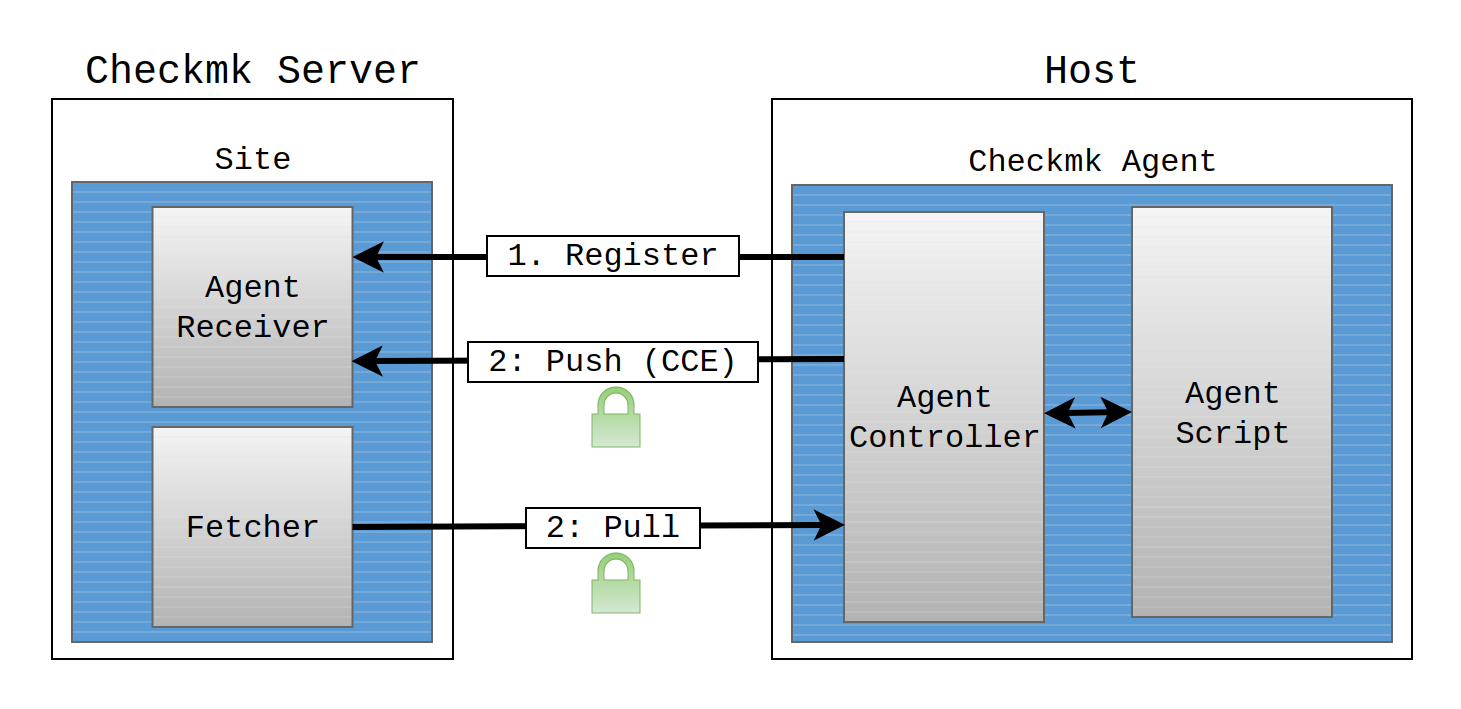 Checkmk Server
Host
Site
Checkmk Agent
1. Register
Agent
Receiver
2: Push (CCE)
Agent
Controller
Agent
Script
Fetcher
2: Pull